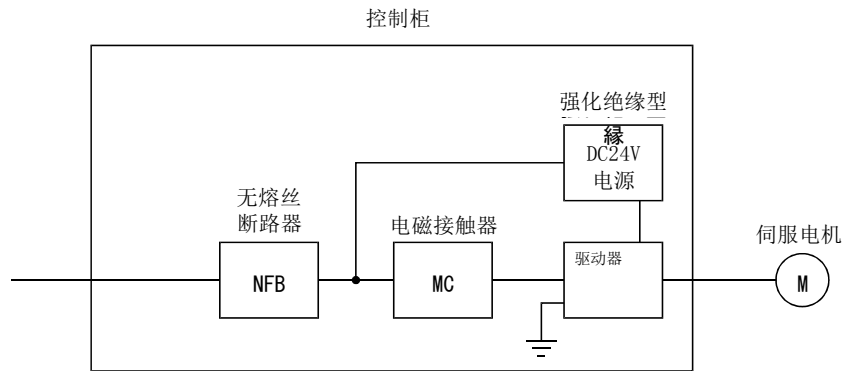 控制柜
强化绝缘型
縁
DC24V
电源
无熔丝
断路器
电磁接触器
伺服电机
驱动器
NFB
MC
M